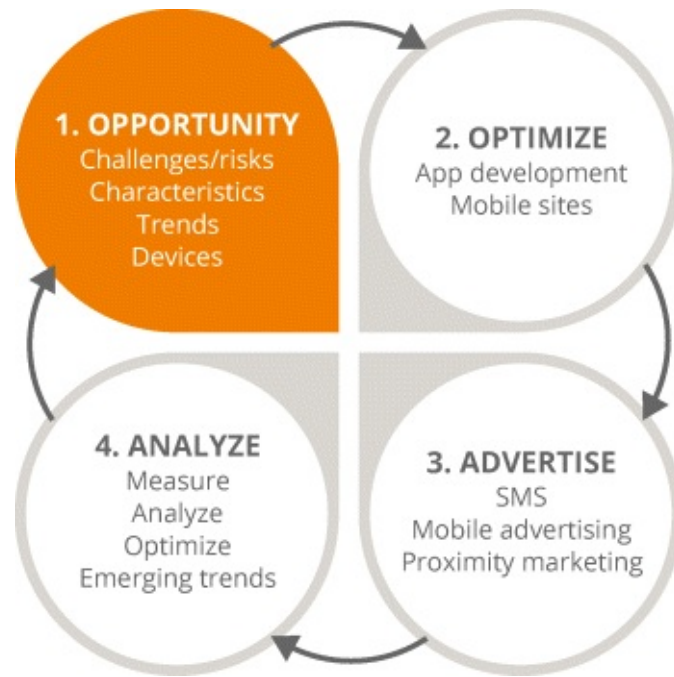 1. OPPORTUNITY
Challenges/risks
Characteristics
Trends
Devices
2. OPTIMIZE
App development
Mobile sites
3. ADVERTISE
SMS
Mobile advertising
Proximity marketing
4. ANALYZE
Measure
Analyze
Optimize
Emerging trends